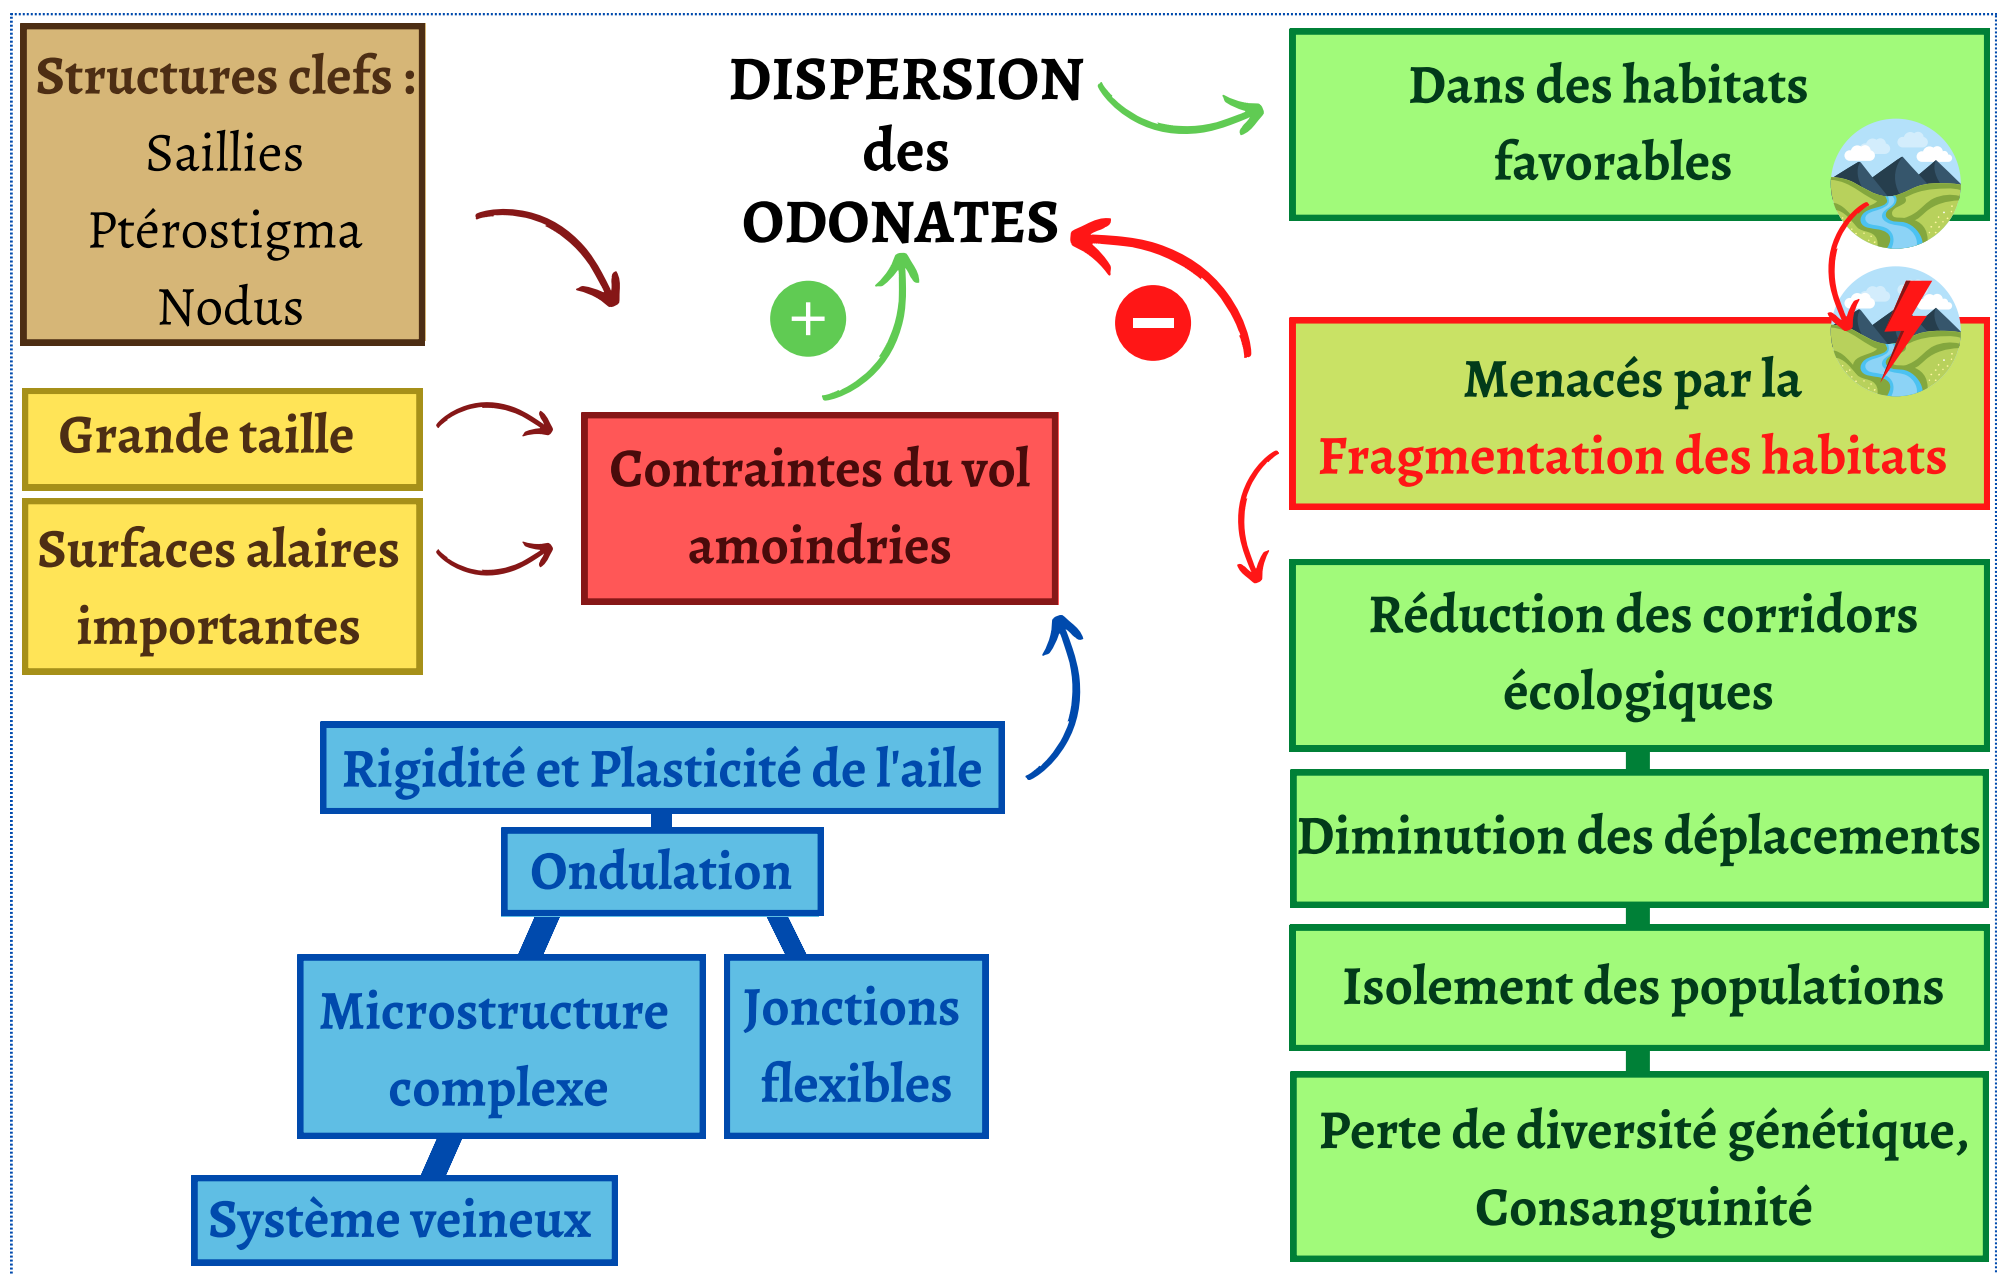 Structures clefs :
Saillies
Ptérostigma
Nodus
Grande taille
Surfaces alaires
importantes
DISPERSION
des
ODONATES
+
Contraintes du vol
amoindries
Rigidité et Plasticité de l'aile
Ondulation
Microstructure
complexe
Jonctions
flexibles
Système veineux
Dans des habitats
favorables
Menacés par la
Fragmentation des habitats
Réduction des corridors
écologiques
Diminution des déplacements
Isolement des populations
Perte de diversité génétique,
Consanguinité